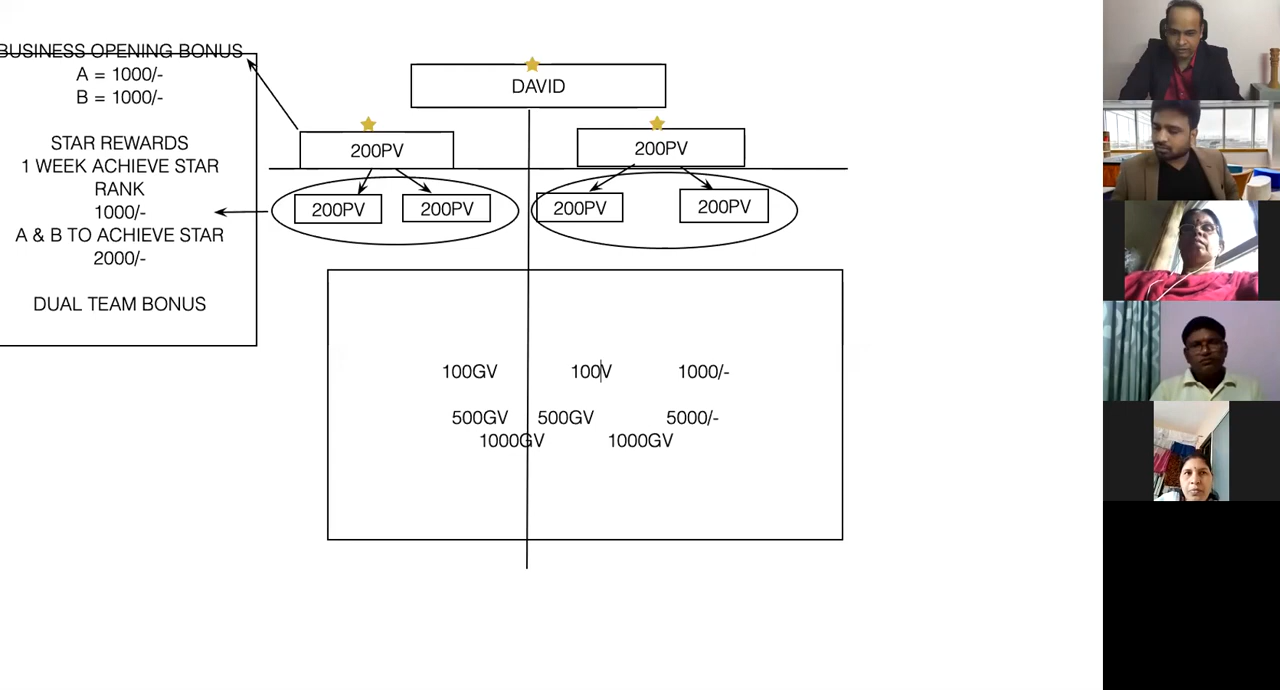 BUSINESS OPENING BONUS
A = 1000/-
B = 1000/-
STAR REWARDS
1 WEEK ACHIEVE STAR
RANK
1000/-
A & B TO ACHIEVE STAR
2000/-
DUAL TEAM BONUS
DAVID
200PV
200PV
200PV
200PV
200PV
200PV
100GV 100V 1000/-
500GV 500GV 5000/-
1000GV 1000GV